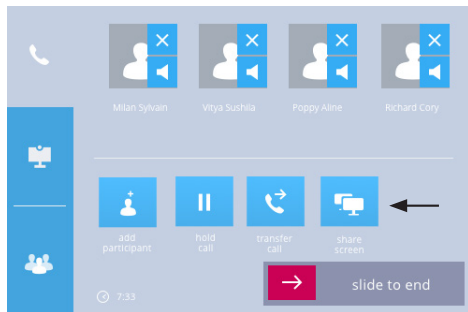 Milan Sylvain
Vitya Sushila
Poppy Aline
Richard Cory
add
participant
hold
call
transfer
call
share
screen
7:33
slide to end